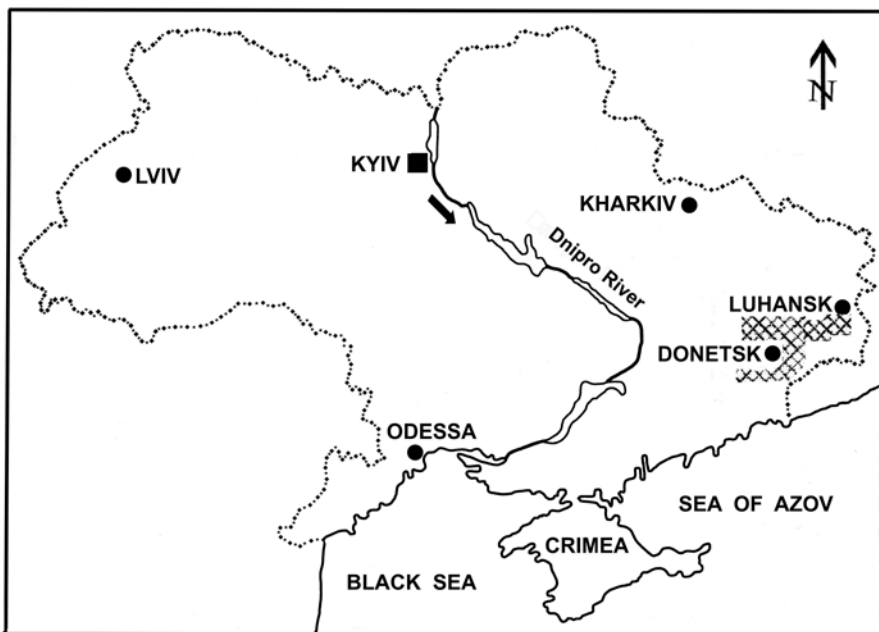 N
LVIV
KYIV
KHARKIV
Dnipro River
LUHANSK
DONETSK
ODESSA
SEA OF AZOV
CRIMEA
BLACK SEA